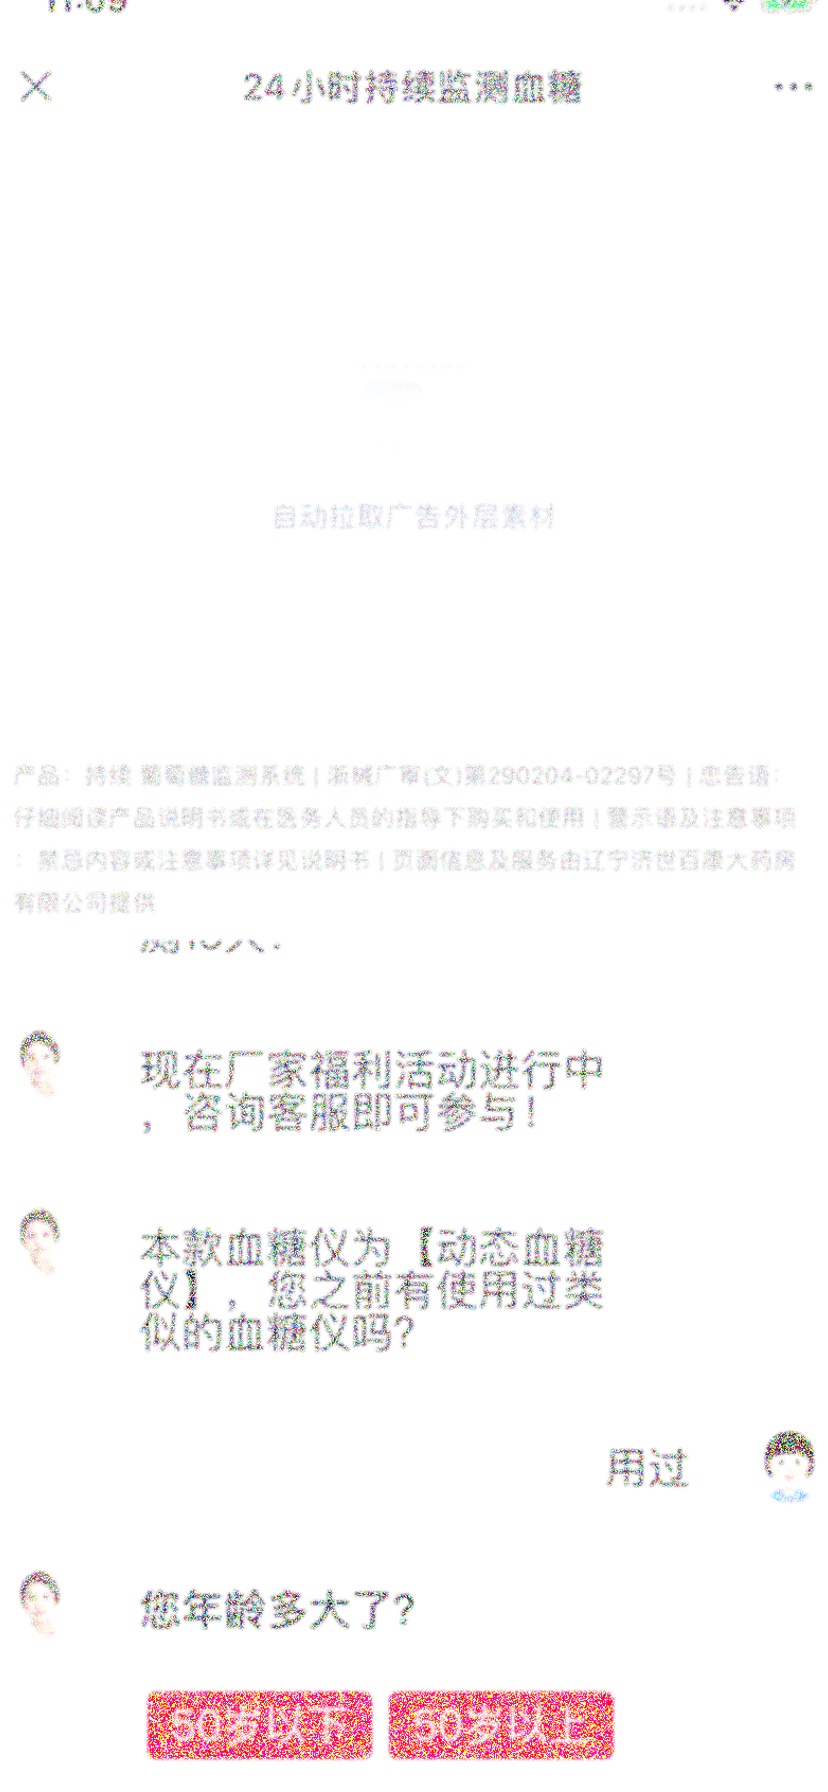 24小时持续监测血糖
自动拉取广告外层素材
产品：持续 葡萄糖监测系统 | 浙械广审(文)第290204-02297号 | 忠告语：
仔细阅读产品说明书或在医务人员的指导下购买和使用 | 警示语及注意事项
：禁忌内容或注意事项详见说明书 | 页面信息及服务由辽宁济世百康大药房
有限公司提供
现在厂家福利活动进行中
，咨询客服即可参与！
本款血糖仪为【动态血糖
仪】，您之前有使用过类
似的血糖仪吗？
用过
您年龄多大了？
50岁以下 50岁以上